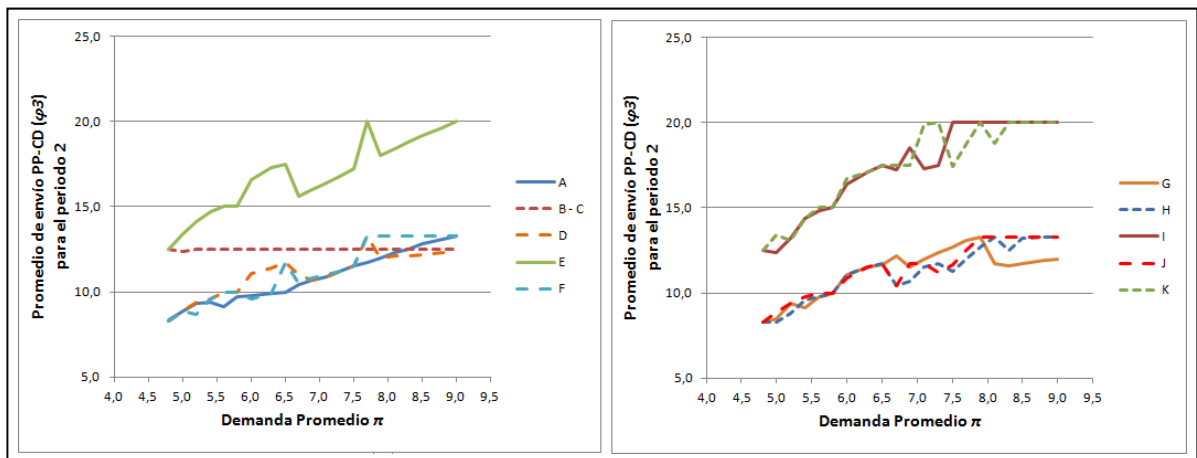 Promedio de envío PP-CD (φ3)
para el periodo 2
25,0
20,0
15,0
10,0
5,0
4,0 4,5 5,0 5,5 6,0 6,5 7,0 7,5 8,0 8,5 9,0 9,5
Demanda Promedio π
A
B - C
D
E
F
Promedio de envío PP-CD (φ3)
para el periodo 2
25,0
20,0
15,0
10,0
5,0
4,0 4,5 5,0 5,5 6,0 6,5 7,0 7,5 8,0 8,5 9,0 9,5
Demanda Promedio π
G
H
I
J
K